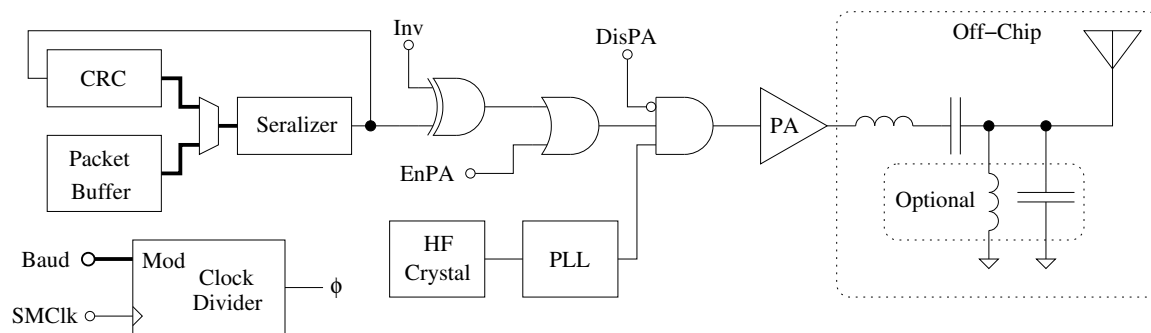 Inv
DisPA
Off−Chip
CRC
Seralizer
PA
Packet
Buffer
EnPA
Optional
HF
Crystal
PLL
Baud
Mod
Clock
Divider
ϕ
SMClk